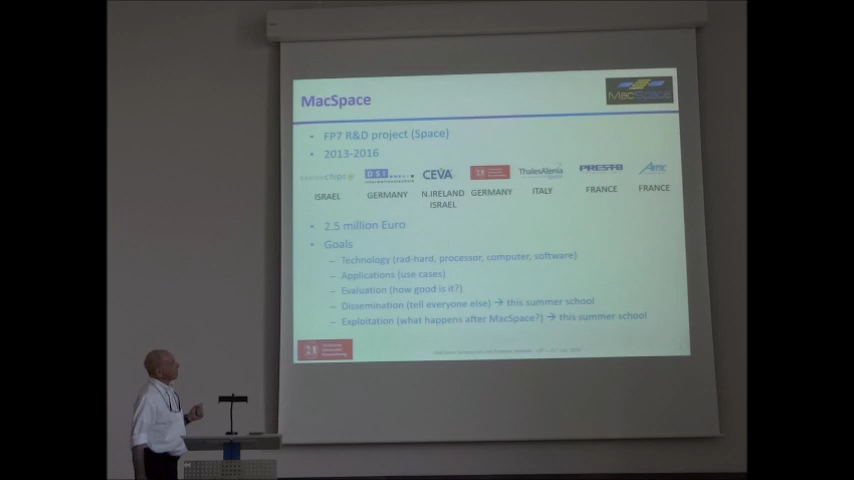 MacSpace
MacSpace
• FP7 R&D project (Space)
• 2013-2016
CEVA ThalesAlenia PRESTO
ISRAEL GERMANY N.IRELAND ISRAEL GERMANY ITALY FRANCE FRANCE
• 2.5 million Euro
• Goals
– Technology (rad-hard, processor, computer, software)
– Applications (use cases)
– Evaluation (how good is it?)
– Dissemination (tell everyone else) → this summer school
– Exploitation (what happens after MacSpace?) → this summer school